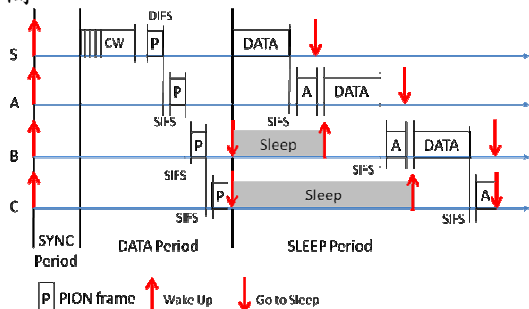 DIFS
S
CW
P
DATA
A
P
SIFS
SIFS
A
DATA
B
P
Sleep
A
DATA
SIFS
SIFS
C
P
Sleep
A
SIFS
SIFS
SYNC
Period
DATA Period
SLEEP Period
P PION frame
Wake Up
Go to Sleep